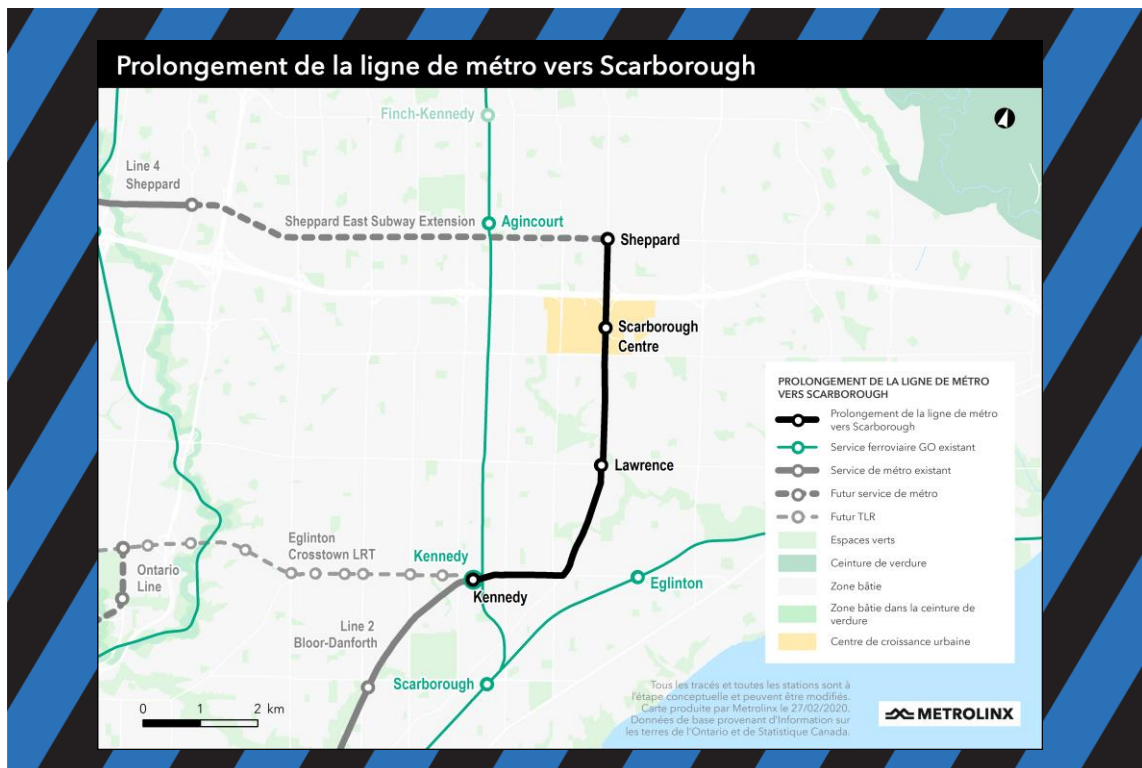 Prolongement de la ligne de métro vers Scarborough
Finch-Kennedy
Line 4
Sheppard
Sheppard East Subway Extension
Agincourt
Sheppard
Scarborough
Centre
Lawrence
Eglinton
Crosstown LRT
Kennedy
Kennedy
Ontario
Line
Eglinton
Line 2
Bloor-Danforth
Scarborough
PROLONGEMENT DE LA LIGNE DE MÉTRO
VERS SCARBOROUGH
Prolongement de la ligne de métro
vers Scarborough
Service ferroviaire GO existant
Service de métro existant
Futur service de métro
Futur TLR
Espaces verts
Ceinture de verdure
Zone bâtie
Zone bâtie dans la ceinture de
verdure
Centre de croissance urbaine
0 1 2 km
Tous les tracés et toutes les stations sont à
l'étape conceptuelle et peuvent être modifiés.
Carte produite par Metrolinx le 27/02/2020.
Données de base provenant d'Information sur
les terres de l'Ontario et de Statistique Canada.
METROLINX